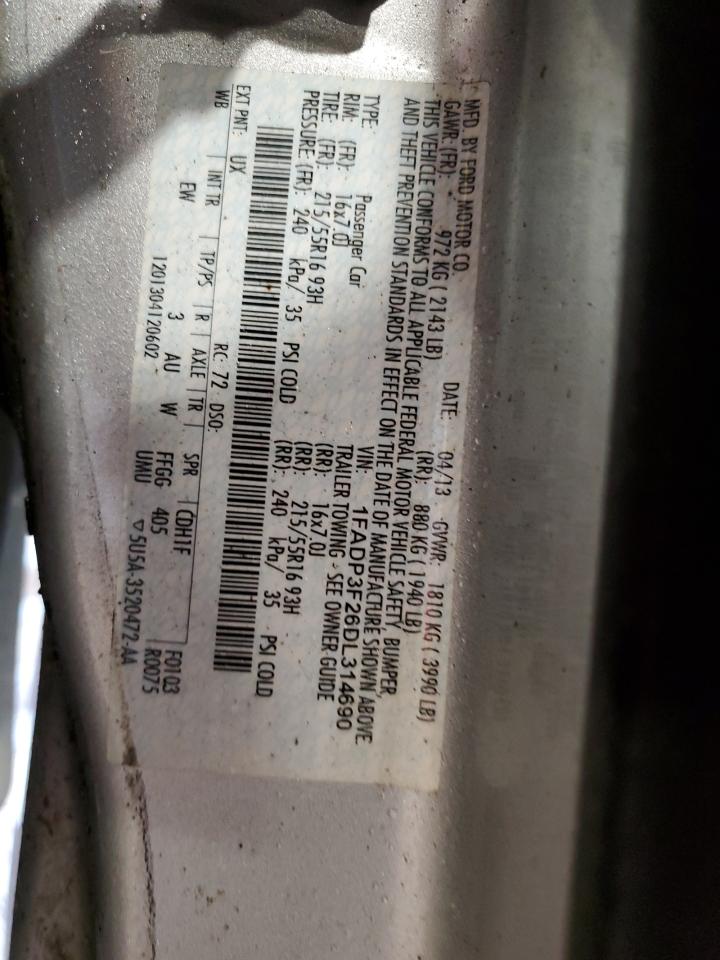 MFD. BY FORD MOTOR CO.
DATE: 04/13 GVWR: 1810 KG ( 3990 LB)
GAWR: (FR): 972 KG ( 2143 LB) (RR): 880 KG ( 1940 LB)
THIS VEHICLE CONFORMS TO ALL APPLICABLE FEDERAL MOTOR VEHICLE SAFETY, BUMPER,
AND THEFT PREVENTION STANDARDS IN EFFECT ON THE DATE OF MANUFACTURE SHOWN ABOVE
VIN: 1FADP3F26DL314690
TYPE: Passenger Car TRAILER TOWING - SEE OWNER GUIDE
RIM: (FR): 16x7.0J (RR): 16x7.0J
TIRE: (FR): 215/55R16 93H (RR): 215/55R16 93H
PRESSURE: (FR): 240 kPa/ 35 PSI COLD (RR): 240 kPa/ 35 PSI COLD
EXT PNT: UX RC: 72 DSO:
WB INT TR TP/PS R AXLE TR SPR CDH1F F0103
EW 3 AU W FFGG 405 R0075
1201304120602 UMU ▽5U5A-3520472-AA